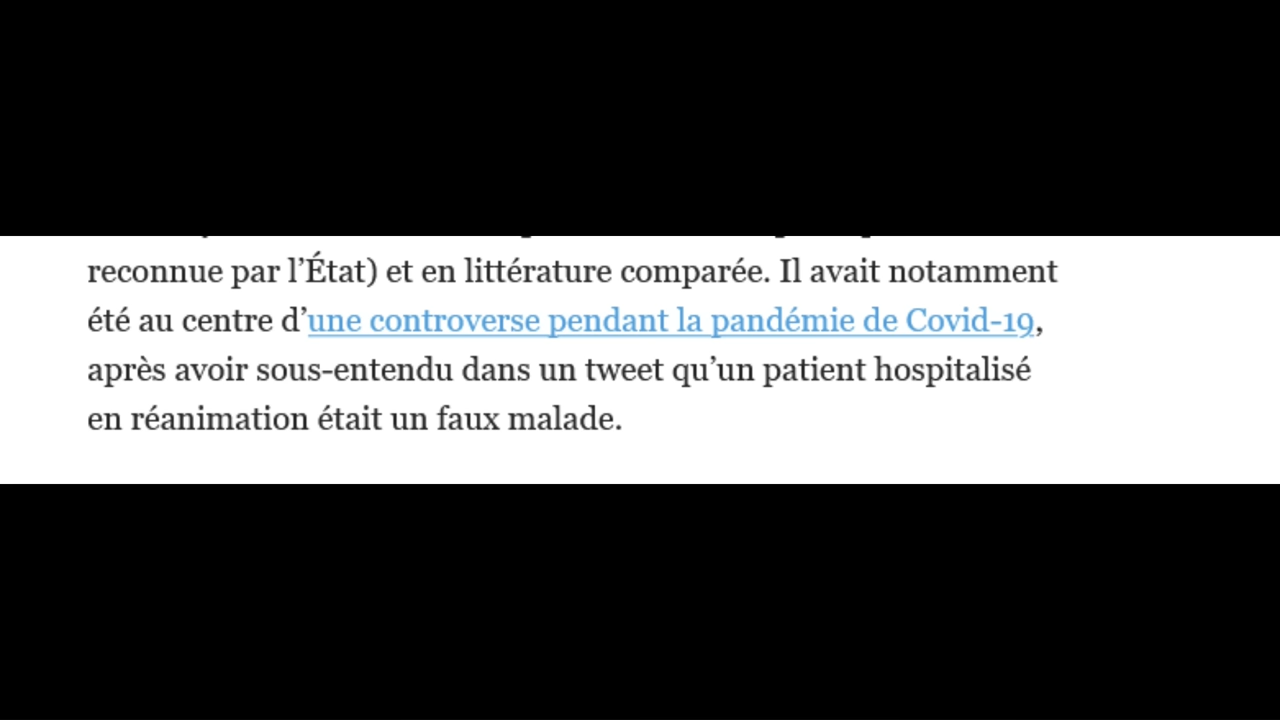 reconnue par l’État) et en littérature comparée. Il avait notamment
été au centre d’une controverse pendant la pandémie de Covid-19,
après avoir sous-entendu dans un tweet qu’un patient hospitalisé
en réanimation était un faux malade.